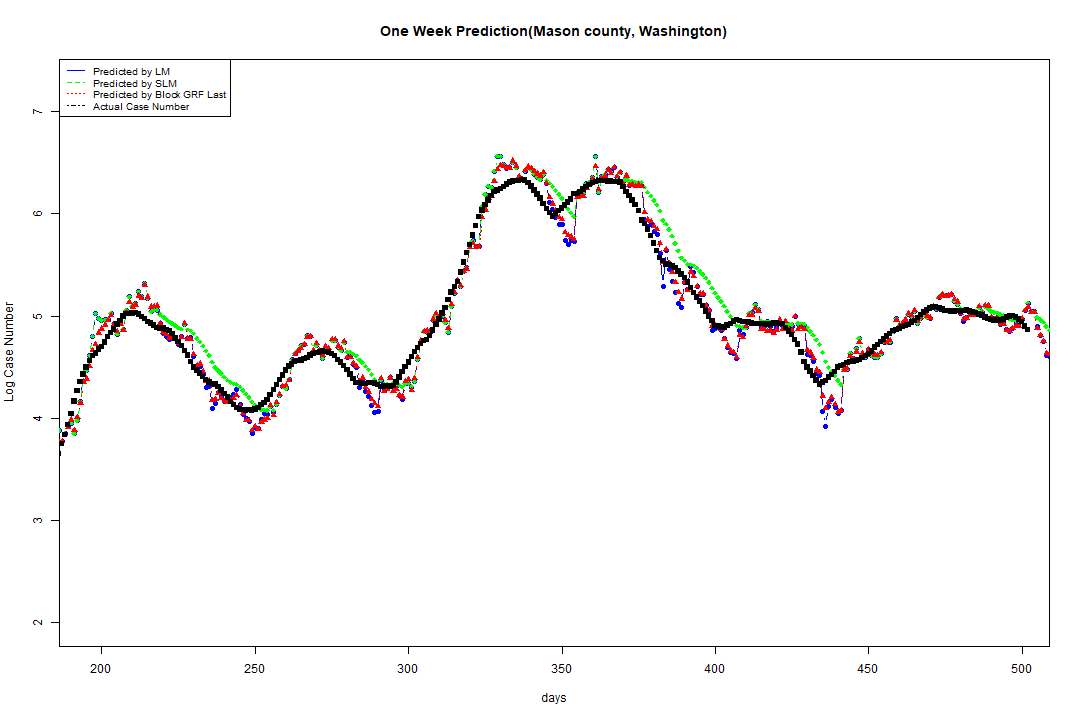 One Week Prediction(Mason county, Washington)
Predicted by LM
Predicted by SLM
Predicted by Block GRF Last
Actual Case Number
Log Case Number
7
6
5
4
3
2
200 250 300 350 400 450 500
days